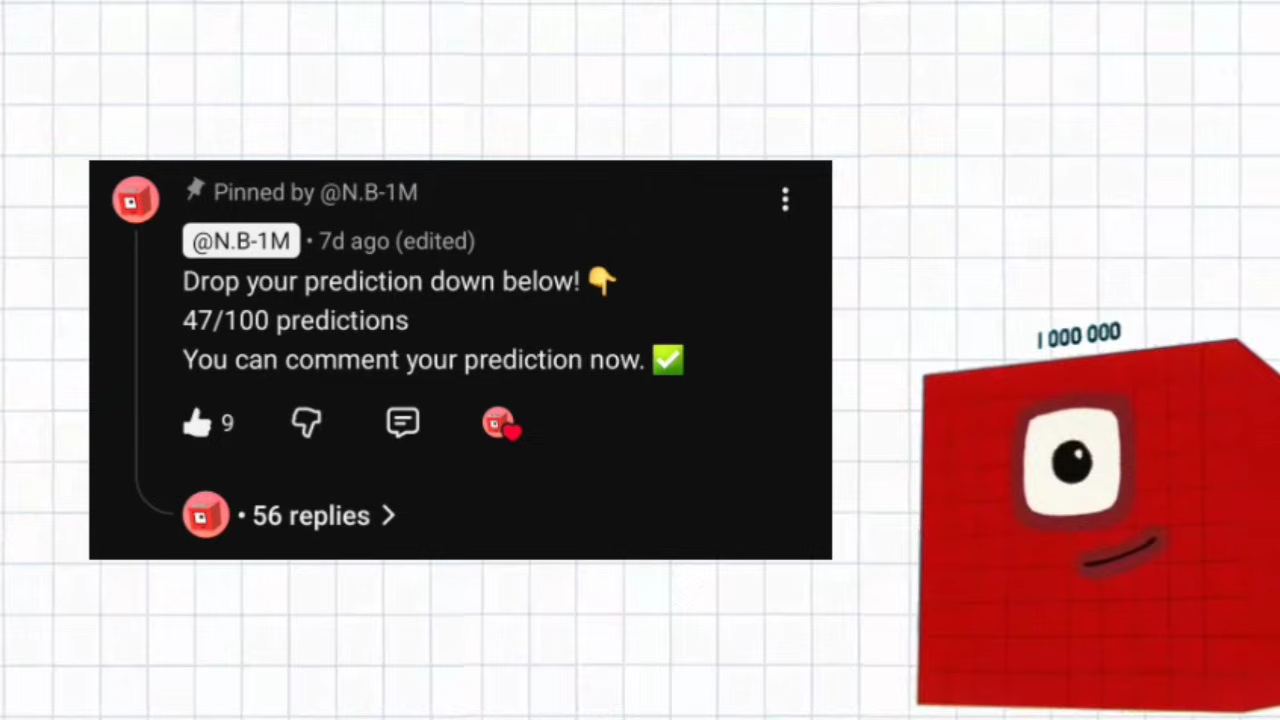 Pinned by @N.B-1M
@N.B-1M • 7d ago (edited)
Drop your prediction down below! 👇
47/100 predictions
You can comment your prediction now. ✅
9
• 56 replies >
1 000 000